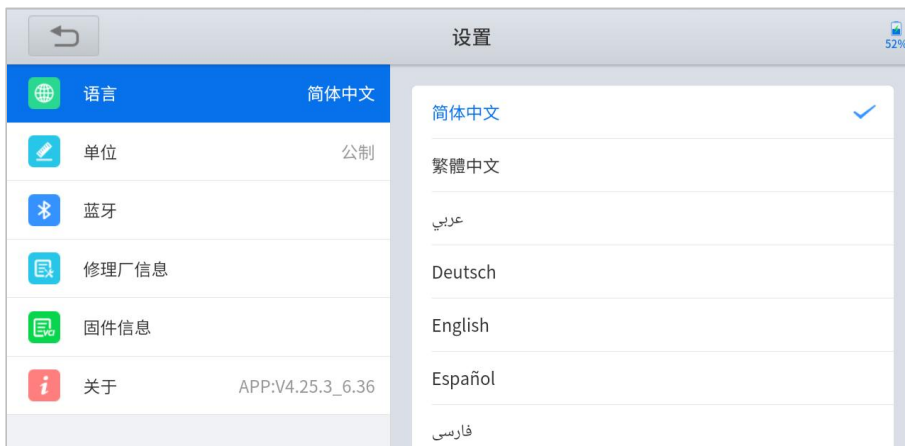 设置
52%
语言 简体中文
单位 公制
蓝牙
修理厂信息
固件信息
关于 APP:V4.25.3_6.36
简体中文
繁體中文
عربي
Deutsch
English
Español
فارسی